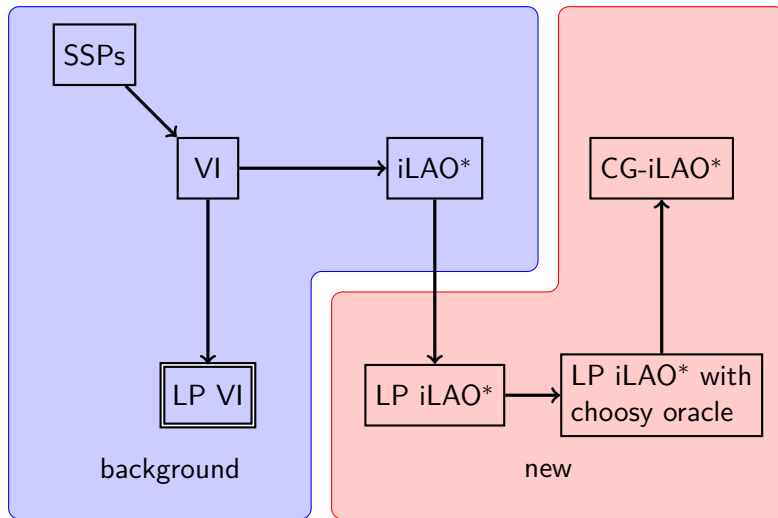 SSPs
VI
iLAO*
CG-iLAO*
LP VI
LP iLAO*
LP iLAO* with
choosy oracle
background
new